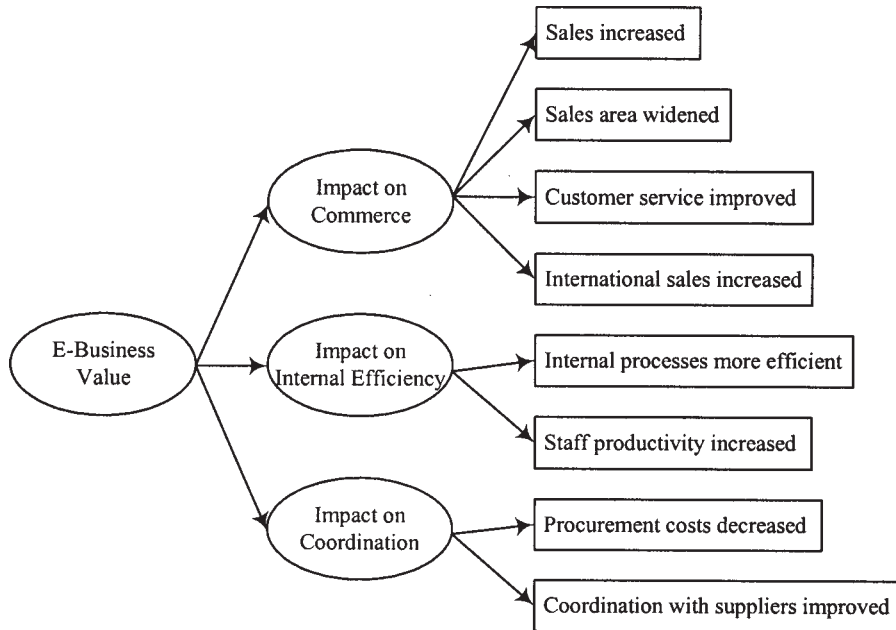 Sales increased
Sales area widened
Impact on
Commerce
Customer service improved
International sales increased
E-Business
Value
Impact on
Internal Efficiency
Internal processes more efficient
Staff productivity increased
Impact on
Coordination
Procurement costs decreased
Coordination with suppliers improved